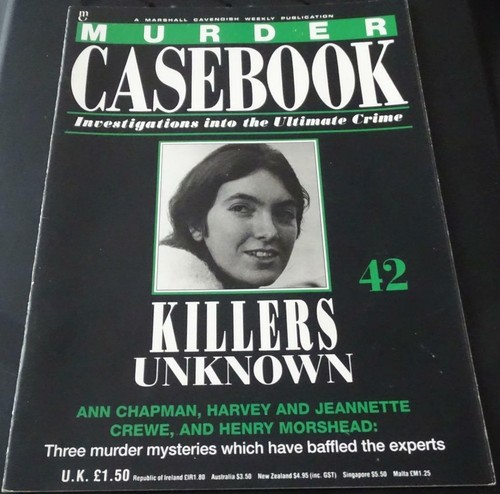 A MARSHALL CAVENDISH WEEKLY PUBLICATION
MURDER
CASEBOOK
Investigations into the Ultimate Crime
42
KILLERS
UNKNOWN
ANN CHAPMAN, HARVEY AND JEANNETTE
CREWE, AND HENRY MORSHEAD:
Three murder mysteries which have baffled the experts
U.K. £1.50 Republic of Ireland £IR1.80 Australia $3.50 New Zealand $4.95 (inc. GST) Singapore $5.50 Malta £M1.25